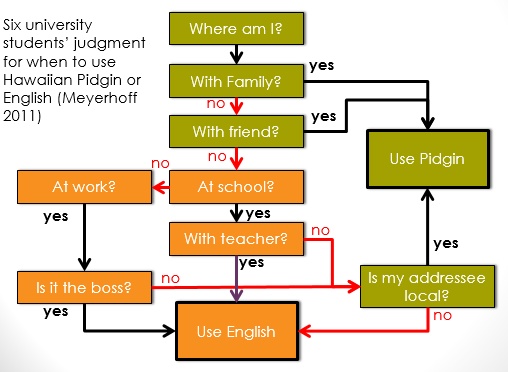 Six university
students’ judgment
for when to use
Hawaiian Pidgin or
English (Meyerhoff
2011)
Where am I?
yes
With Family?
no
yes
With friend?
no
Use Pidgin
no
At work?
At school?
yes
yes
no
With teacher?
yes
yes
no
Is it the boss?
Is my addressee
local?
yes
no
Use English